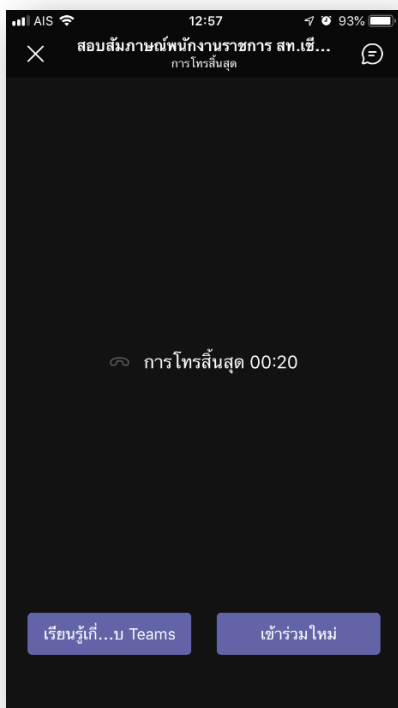 AIS 12:57 93%
สอบสัมภาษณ์พนักงานราชการ สท.เชี...
การโทรสิ้นสุด
การโทรสิ้นสุด 00:20
เรียนรู้เกี่...บ Teams เข้าร่วมใหม่